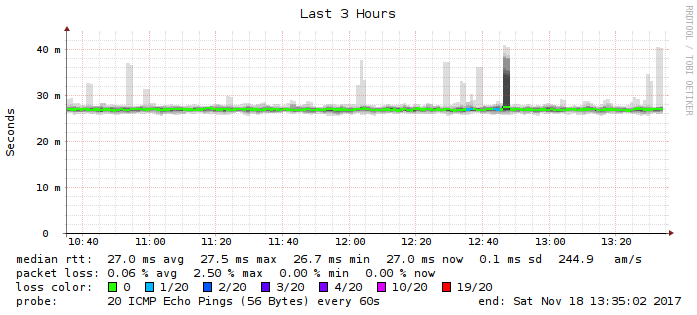 Last 3 Hours
RRDTOOL / TOBI OETIKER
Seconds
40 m
30 m
20 m
10 m
0
10:40 11:00 11:20 11:40 12:00 12:20 12:40 13:00 13:20
median rtt: 27.0 ms avg 27.5 ms max 26.7 ms min 27.0 ms now 0.1 ms sd 244.9 am/s
packet loss: 0.06 % avg 2.50 % max 0.00 % min 0.00 % now
loss color: 0 1/20 2/20 3/20 4/20 10/20 19/20
probe: 20 ICMP Echo Pings (56 Bytes) every 60s end: Sat Nov 18 13:35:02 2017